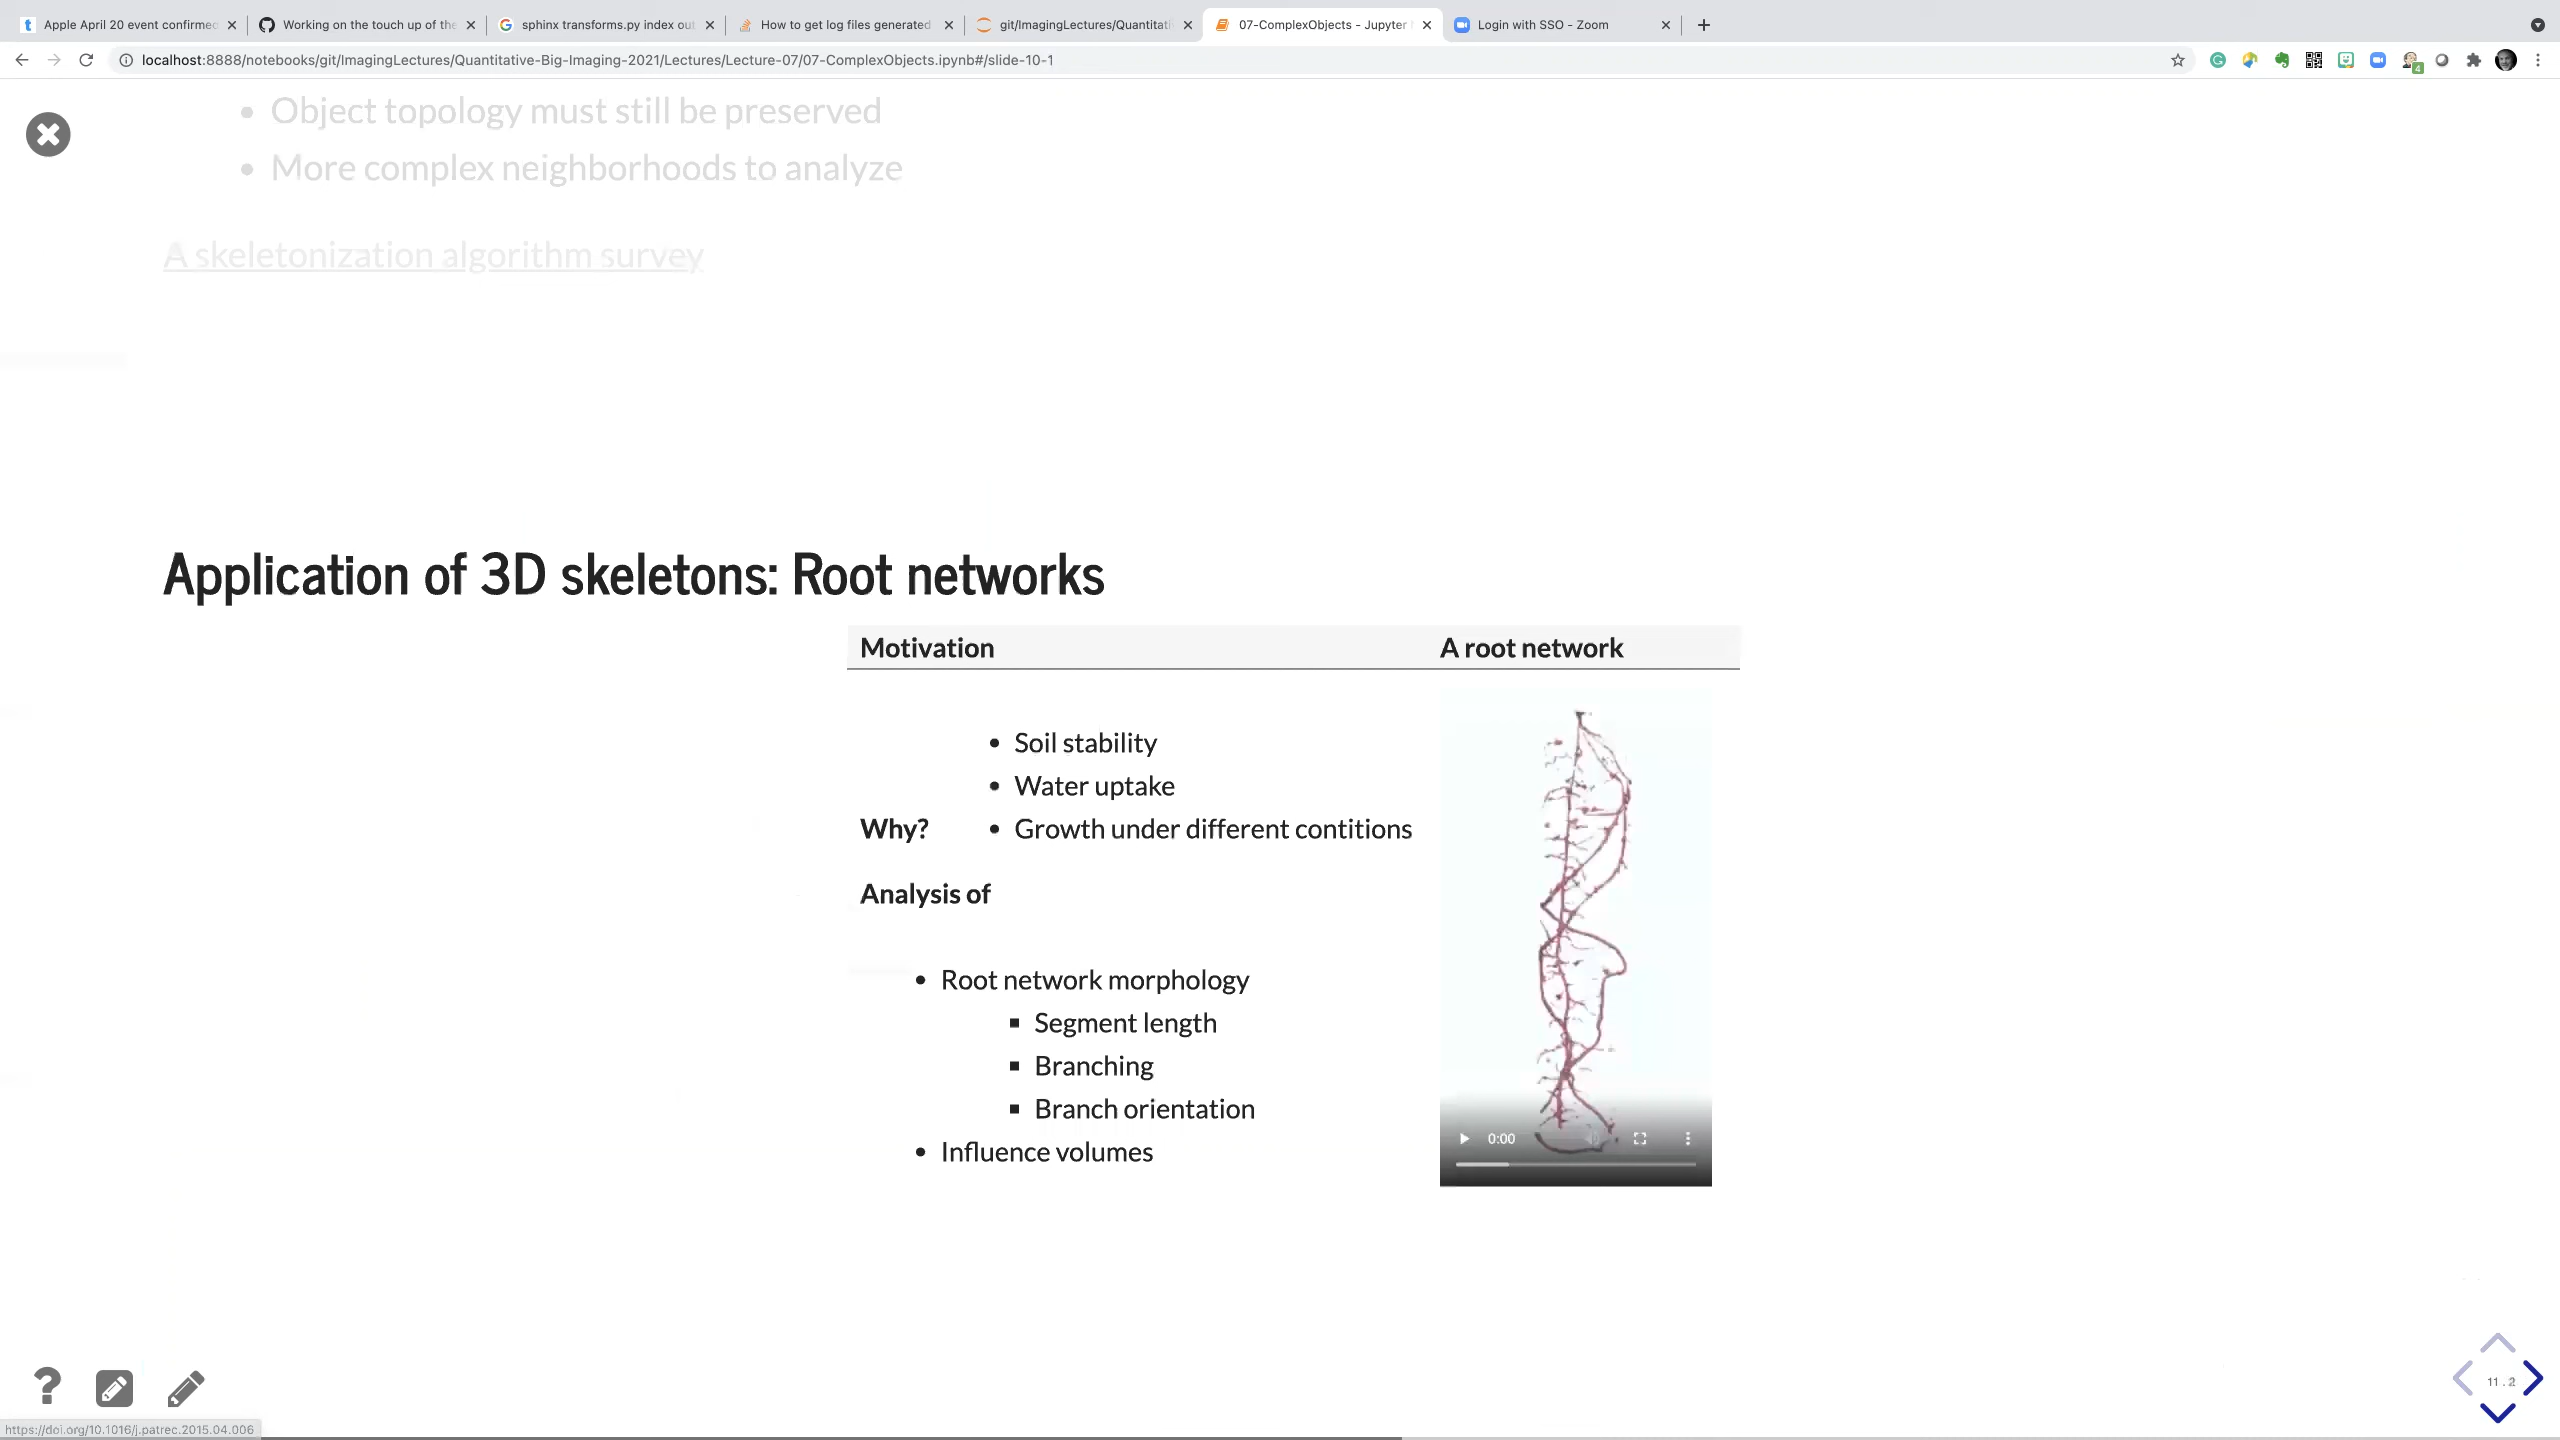 Apple April 20 event confirmed
Working on the touch up of the
sphinx transforms.py index out
How to get log files generated
git/ImagingLectures/Quantitati
07-ComplexObjects - Jupyter
Login with SSO - Zoom
localhost:8888/notebooks/git/ImagingLectures/Quantitative-Big-Imaging-2021/Lectures/Lecture-07/07-ComplexObjects.ipynb#/slide-10-1
4
• Object topology must still be preserved
• More complex neighborhoods to analyze
A skeletonization algorithm survey
Application of 3D skeletons: Root networks
Motivation
A root network
• Soil stability
• Water uptake
Why?
• Growth under different contitions
Analysis of
• Root network morphology
▪ Segment length
▪ Branching
▪ Branch orientation
• Influence volumes
0:00
11.2
https://doi.org/10.1016/j.patrec.2015.04.006